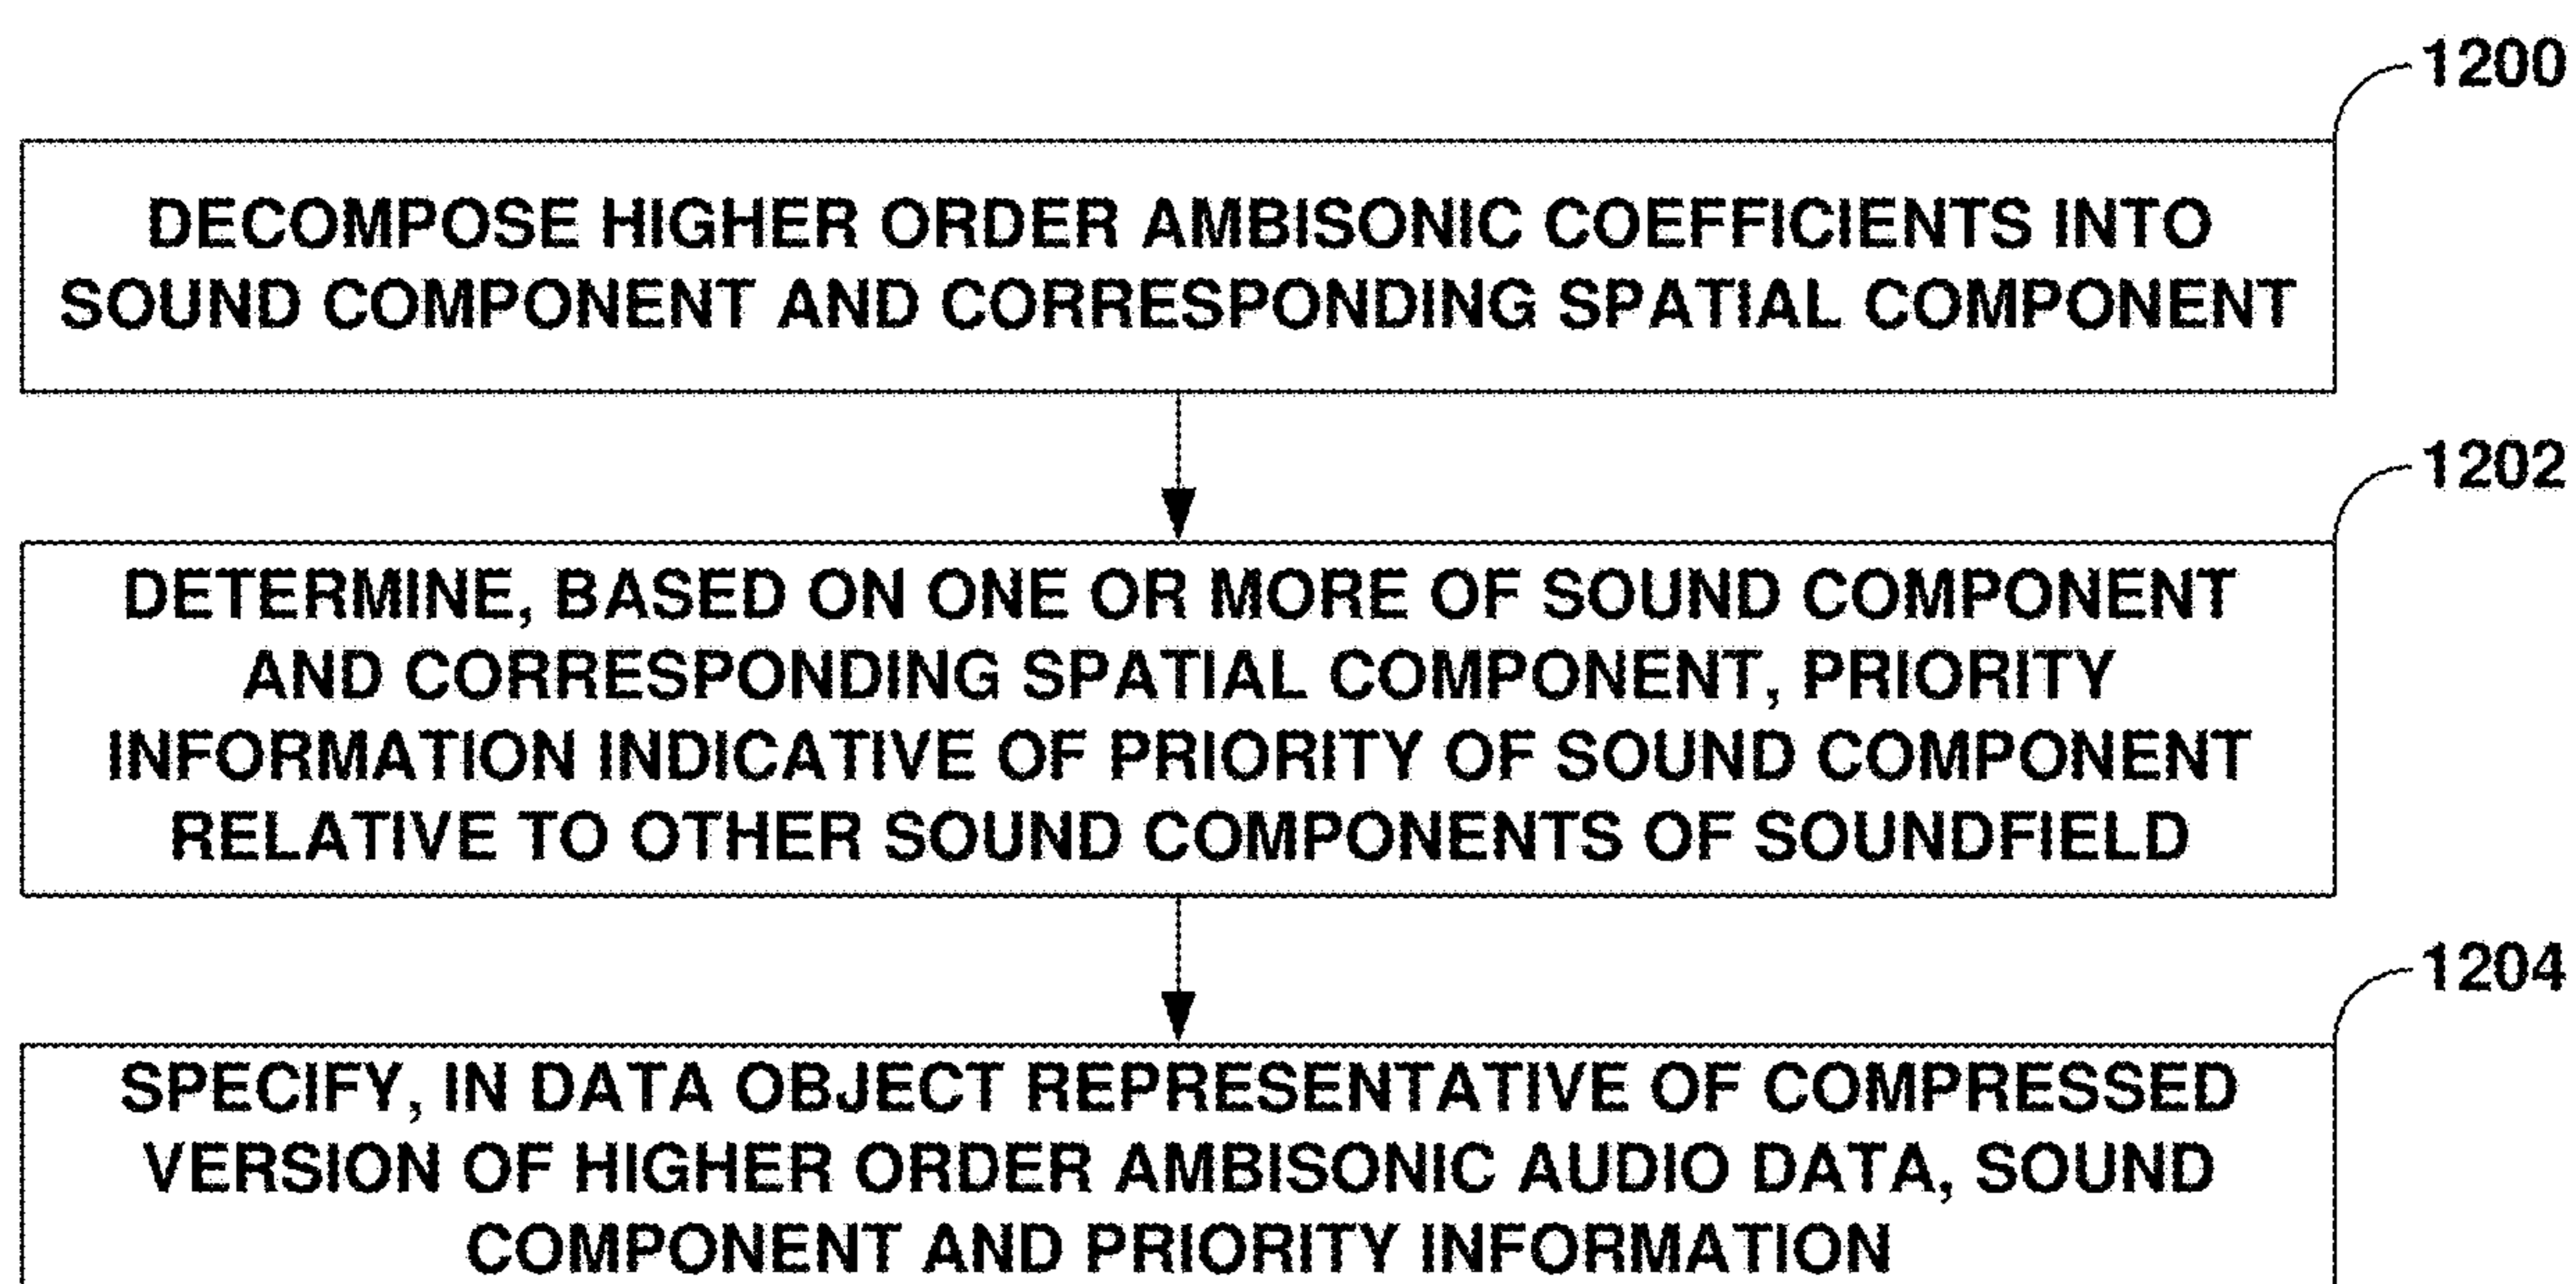 1200
DECOMPOSE HIGHER ORDER AMBISONIC COEFFICIENTS INTO
SOUND COMPONENT AND CORRESPONDING SPATIAL COMPONENT
1202
DETERMINE, BASED ON ONE OR MORE OF SOUND COMPONENT
AND CORRESPONDING SPATIAL COMPONENT, PRIORITY
INFORMATION INDICATIVE OF PRIORITY OF SOUND COMPONENT
RELATIVE TO OTHER SOUND COMPONENTS OF SOUNDFIELD
1204
SPECIFY, IN DATA OBJECT REPRESENTATIVE OF COMPRESSED
VERSION OF HIGHER ORDER AMBISONIC AUDIO DATA, SOUND
COMPONENT AND PRIORITY INFORMATION